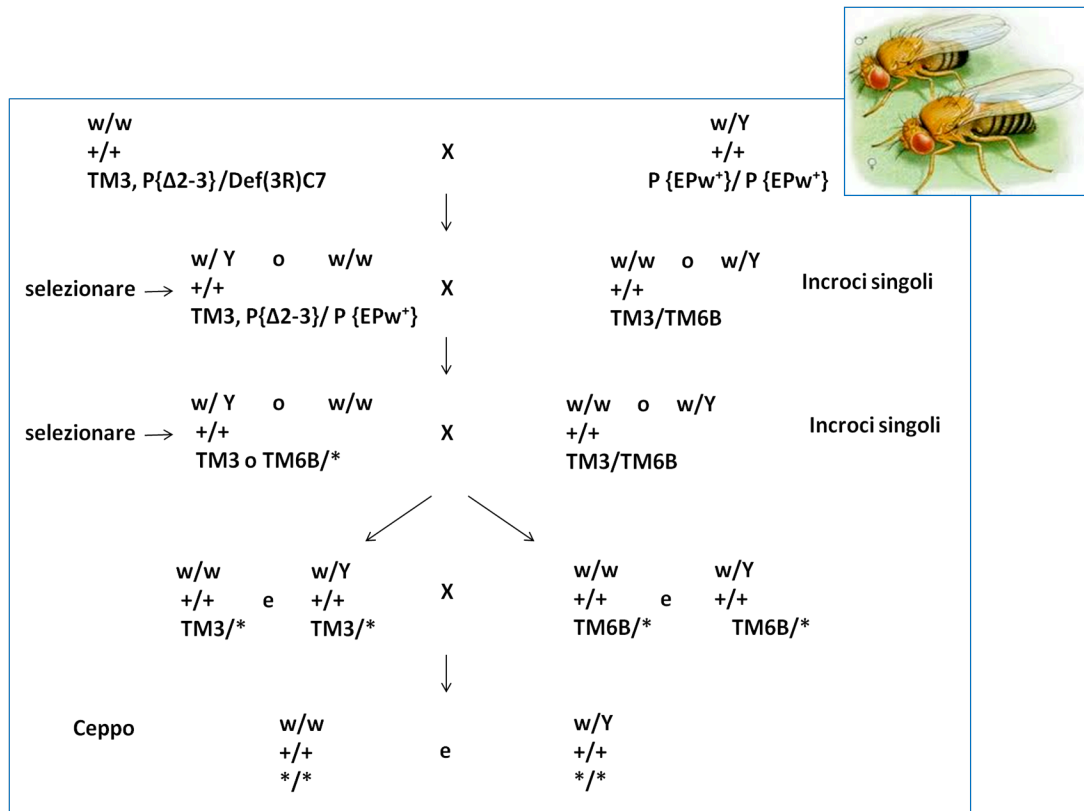 w/w w/Y
+/+ X +/+
TM3, P{Δ2-3}/Def(3R)C7 P {EPw⁺}/ P {EPw⁺}
w/ Y o w/w w/w o w/Y
selezionare +/+ X +/+ Incroci singoli
TM3, P{Δ2-3}/ P {EPw⁺} TM3/TM6B
w/ Y o w/w w/w o w/Y
selezionare +/+ X +/+ Incroci singoli
TM3 o TM6B/* TM3/TM6B
w/w w/Y w/w w/Y
+/+ e +/+ X +/+ e +/+
TM3/* TM3/* TM6B/* TM6B/*
Ceppo w/w w/Y
+/+ e +/+
*/* */*